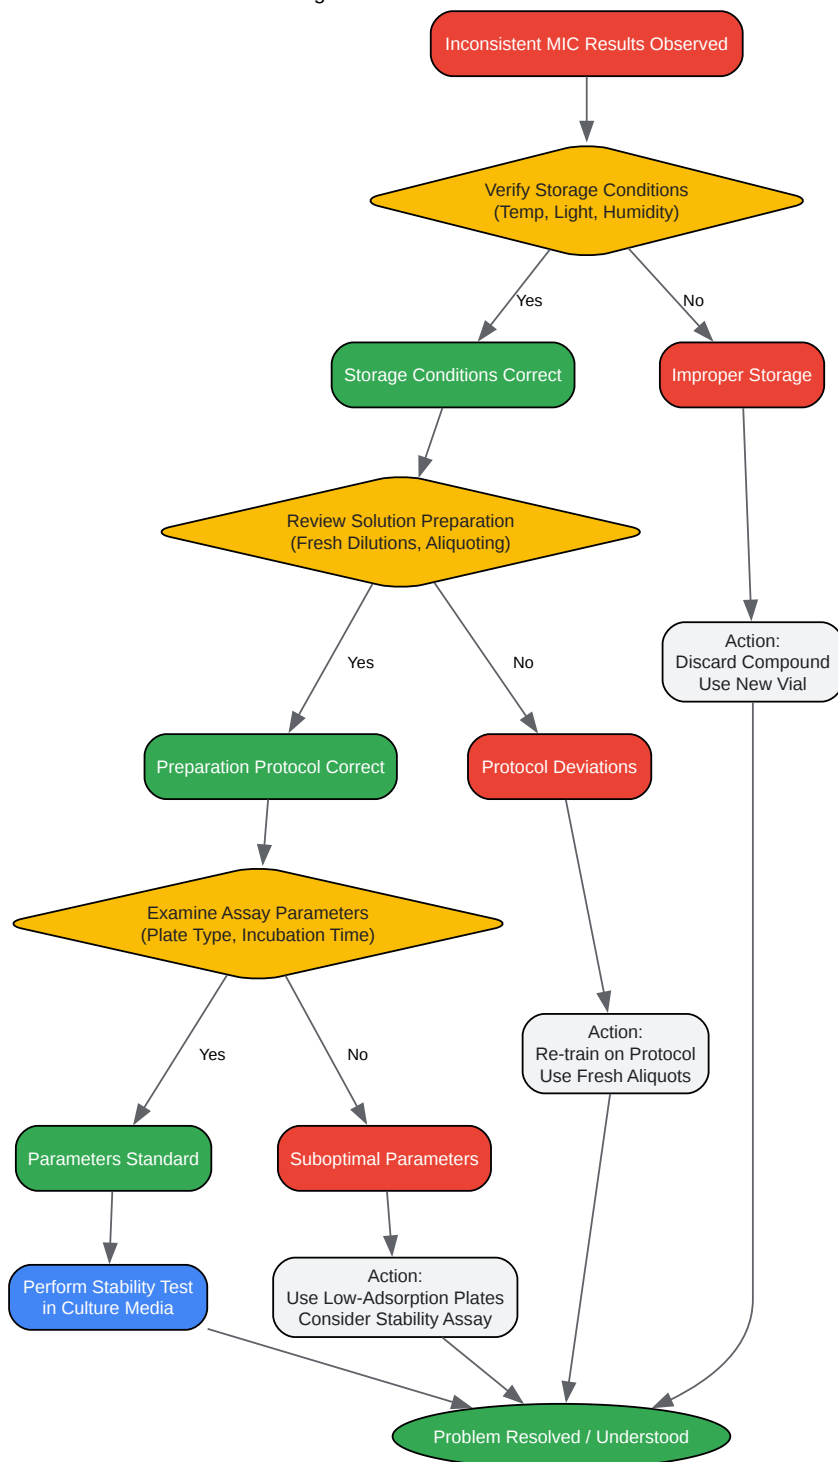 Inconsistent MIC Results Observed
Verify Storage Conditions
(Temp, Light, Humidity)
Yes
No
Storage Conditions Correct
Improper Storage
Review Solution Preparation
(Fresh Dilutions, Aliquoting)
Action:
Discard Compound
Use New Vial
Yes
No
Preparation Protocol Correct
Protocol Deviations
Examine Assay Parameters
(Plate Type, Incubation Time)
Action:
Re-train on Protocol
Use Fresh Aliquots
Yes
No
Parameters Standard
Suboptimal Parameters
Perform Stability Test
in Culture Media
Action:
Use Low-Adsorption Plates
Consider Stability Assay
Problem Resolved / Understood